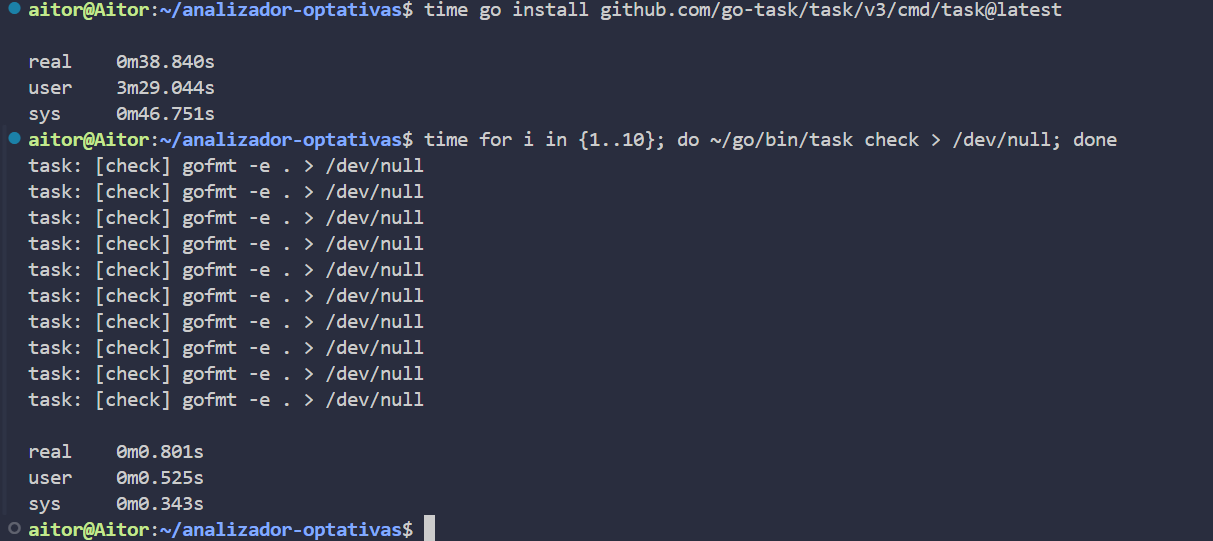 aitor@Aitor:~/analizador-optativas$ time go install github.com/go-task/task/v3/cmd/task@latest
real    0m38.840s
user    3m29.044s
sys     0m46.751s
aitor@Aitor:~/analizador-optativas$ time for i in {1..10}; do ~/go/bin/task check > /dev/null; done
task: [check] gofmt -e . > /dev/null
task: [check] gofmt -e . > /dev/null
task: [check] gofmt -e . > /dev/null
task: [check] gofmt -e . > /dev/null
task: [check] gofmt -e . > /dev/null
task: [check] gofmt -e . > /dev/null
task: [check] gofmt -e . > /dev/null
task: [check] gofmt -e . > /dev/null
task: [check] gofmt -e . > /dev/null
task: [check] gofmt -e . > /dev/null
real    0m0.801s
user    0m0.525s
sys     0m0.343s
aitor@Aitor:~/analizador-optativas$